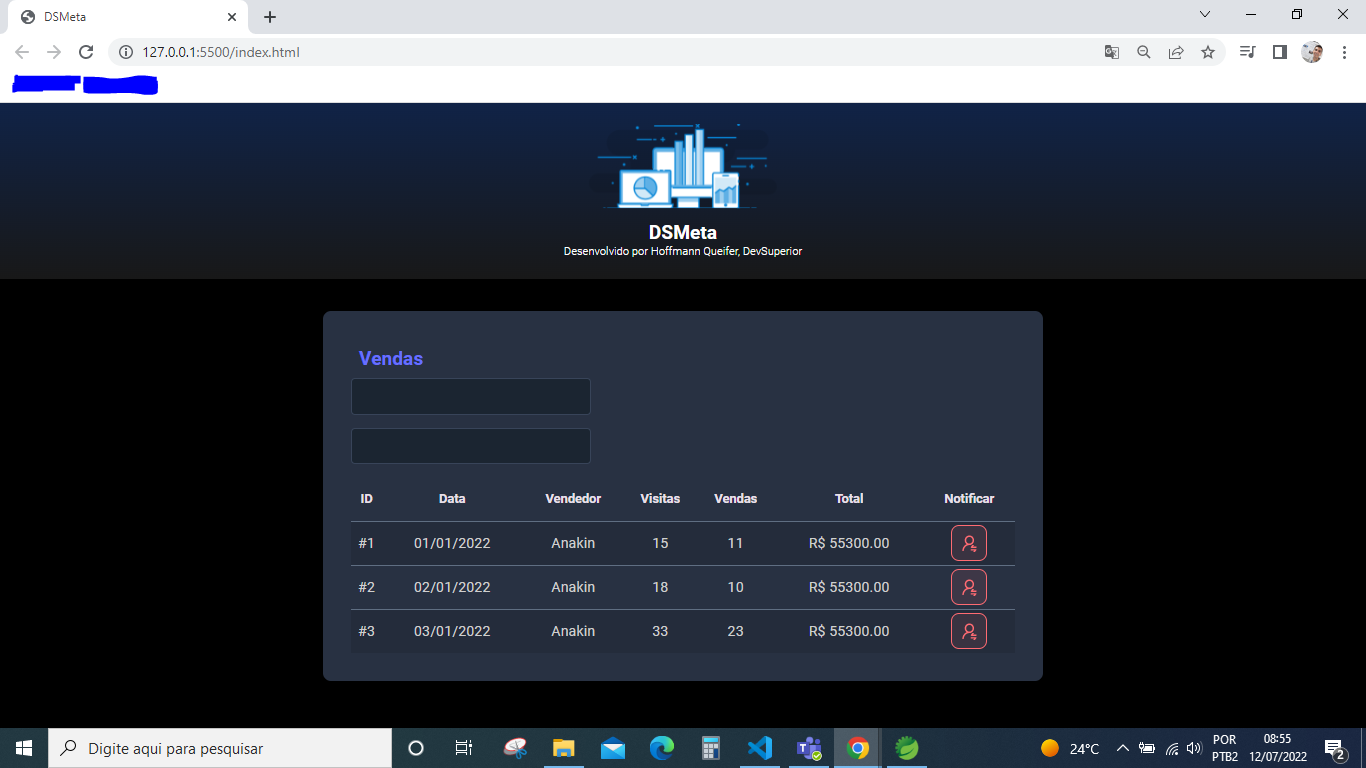 DSMeta
127.0.0.1:5500/index.html
DSMeta
Desenvolvido por Hoffmann Queifer, DevSuperior
Vendas
ID Data Vendedor Visitas Vendas Total Notificar
#1 01/01/2022 Anakin 15 11 R$ 55300.00
#2 02/01/2022 Anakin 18 10 R$ 55300.00
#3 03/01/2022 Anakin 33 23 R$ 55300.00
Digite aqui para pesquisar 24°C POR 08:55
PTB2 12/07/2022 2